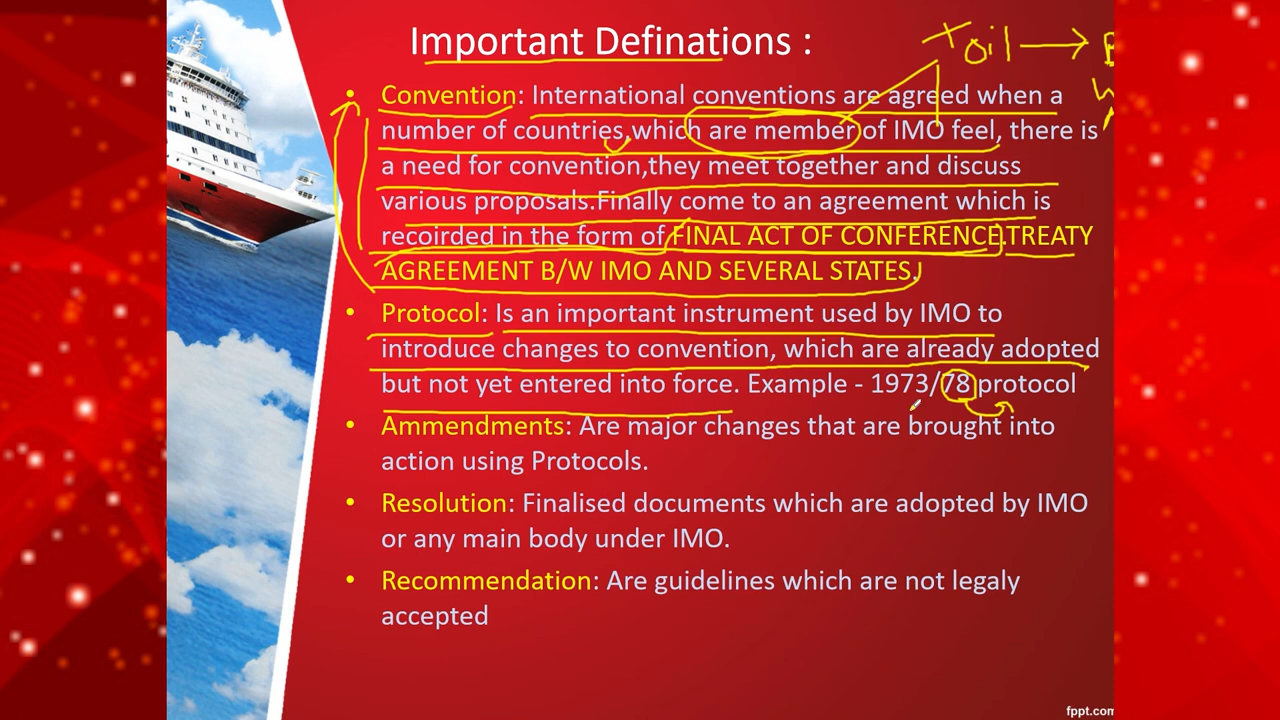 Important Definations :
+ oil →
• Convention: International conventions are agreed when a
number of countries,which are member of IMO feel, there is
a need for convention,they meet together and discuss
various proposals.Finally come to an agreement which is
recoirded in the form of FINAL ACT OF CONFERENCE.TREATY
AGREEMENT B/W IMO AND SEVERAL STATES.
• Protocol: Is an important instrument used by IMO to
introduce changes to convention, which are already adopted
but not yet entered into force. Example - 1973/78 protocol
• Ammendments: Are major changes that are brought into
action using Protocols.
• Resolution: Finalised documents which are adopted by IMO
or any main body under IMO.
• Recommendation: Are guidelines which are not legaly
accepted
fppt.com